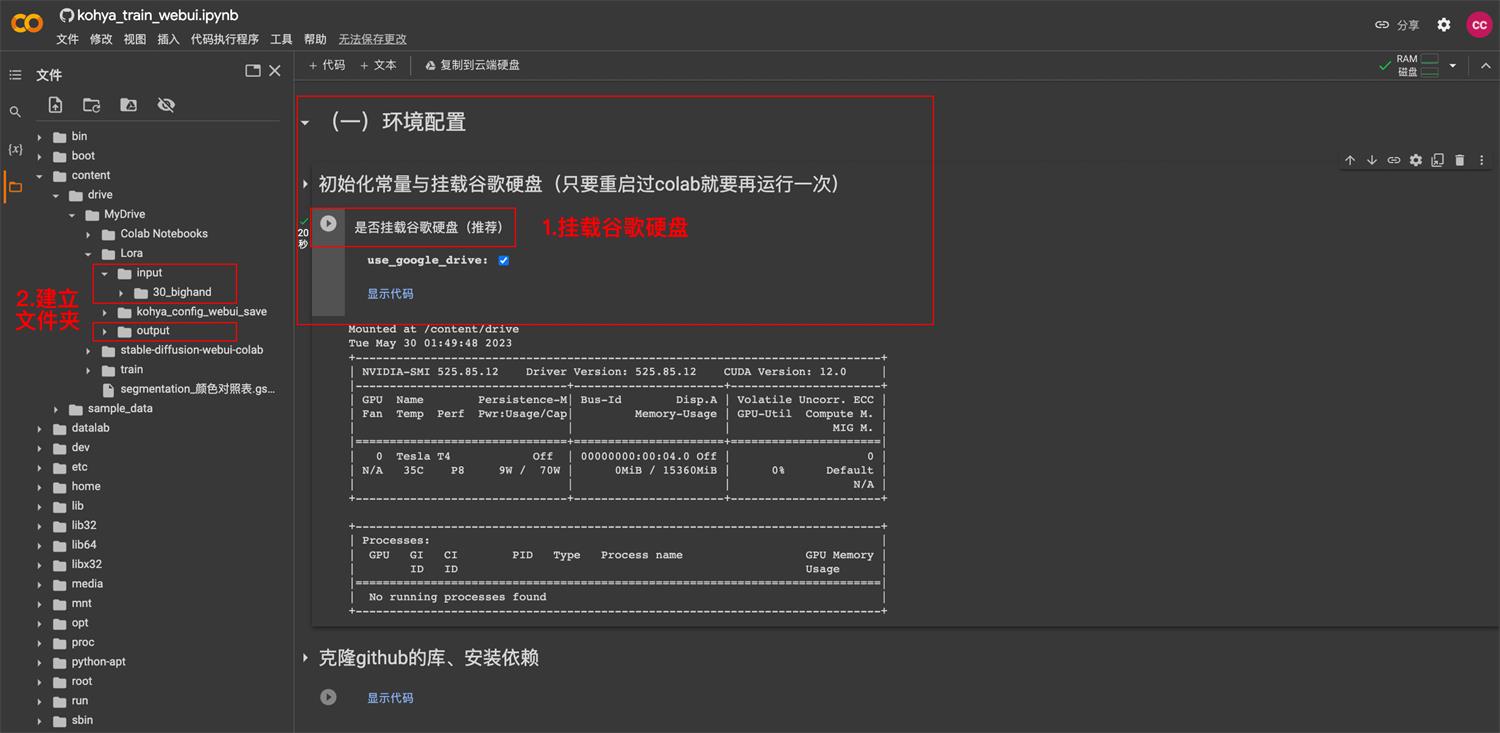 kohya_train_webui.ipynb
文件 修改 视图 插入 代码执行程序 工具 帮助 无法保存更改
分享
CC
文件
+ 代码 + 文本 复制到云端硬盘
RAM
磁盘
{x}
bin
boot
content
drive
MyDrive
Colab Notebooks
Lora
input
30_bighand
kohya_config_webui_save
output
stable-diffusion-webui-colab
train
segmentation_颜色对照表.gs...
sample_data
datalab
dev
etc
home
lib
lib32
lib64
libx32
media
mnt
opt
proc
python-apt
root
run
sbin
2.建立
文件夹
（一）环境配置
初始化常量与挂载谷歌硬盘（只要重启过colab就要再运行一次）
20
秒
是否挂载谷歌硬盘（推荐）
1.挂载谷歌硬盘
use_google_drive:
显示代码
Mounted at /content/drive
Tue May 30 01:49:48 2023
+-----------------------------------------------------------------------------+
| NVIDIA-SMI 525.85.12    Driver Version: 525.85.12    CUDA Version: 12.0     |
|-------------------------------+----------------------+----------------------+
| GPU  Name        Persistence-M| Bus-Id        Disp.A | Volatile Uncorr. ECC |
| Fan  Temp  Perf  Pwr:Usage/Cap|         Memory-Usage | GPU-Util  Compute M. |
|                               |                      |               MIG M. |
|===============================+======================+======================|
|   0  Tesla T4            Off  | 00000000:00:04.0 Off |                    0 |
| N/A   35C    P8     9W /  70W |      0MiB / 15360MiB |      0%      Default |
|                               |                      |                  N/A |
+-------------------------------+----------------------+----------------------+
+-----------------------------------------------------------------------------+
| Processes:                                                                  |
|  GPU   GI   CI        PID   Type   Process name                  GPU Memory |
|        ID   ID                                                   Usage      |
|=============================================================================|
|  No running processes found                                                 |
+-----------------------------------------------------------------------------+
克隆github的库、安装依赖
显示代码